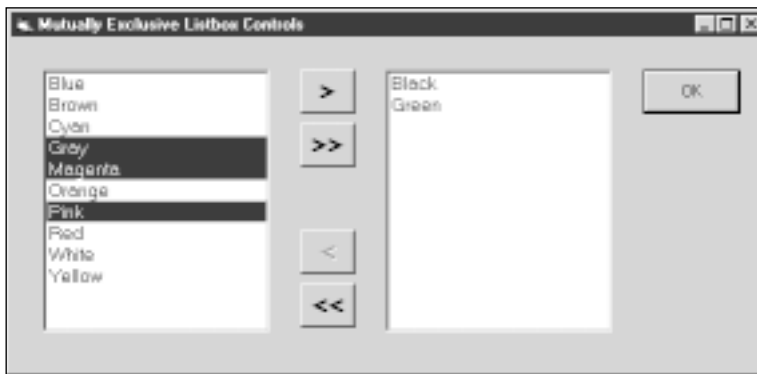 Mutually Exclusive Listbox Controls
Blue
Brown
Cyan
Gray
Magenta
Orange
Pink
Red
White
Yellow
>
>>
<
<<
Black
Green
OK